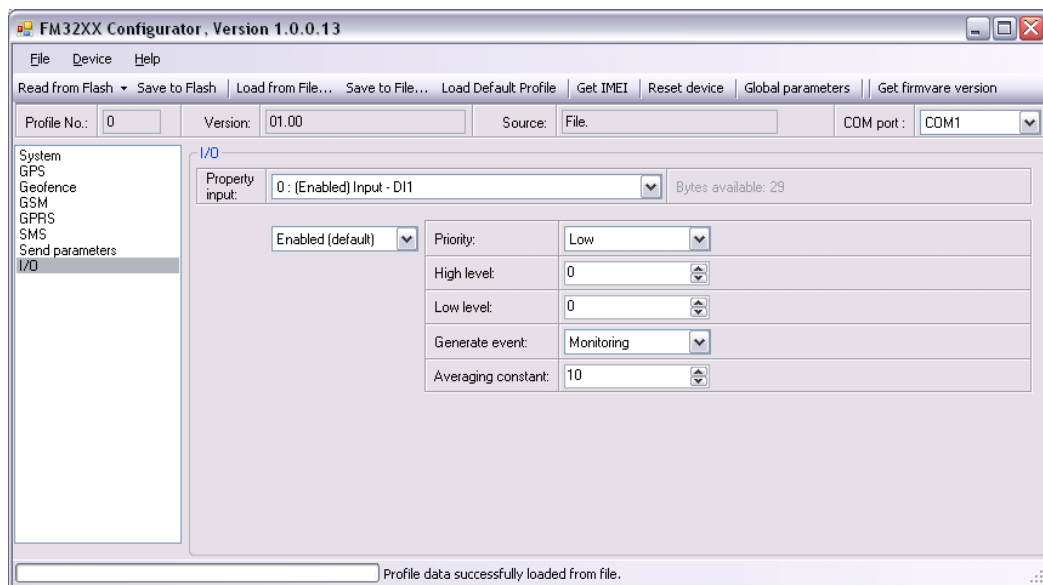 FM32XX Configurator, Version 1.0.0.13
File Device Help
Read from Flash Save to Flash Load from File... Save to File... Load Default Profile Get IMEI Reset device Global parameters Get firmvare version
Profile No.: 0 Version: 01.00 Source: File. COM port : COM1
System
GPS
Geofence
GSM
GPRS
SMS
Send parameters
I/O
I/O
Property input: 0 : (Enabled) Input - DI1 Bytes available: 29
Enabled (default) Priority: Low
High level: 0
Low level: 0
Generate event: Monitoring
Averaging constant: 10
Profile data successfully loaded from file.